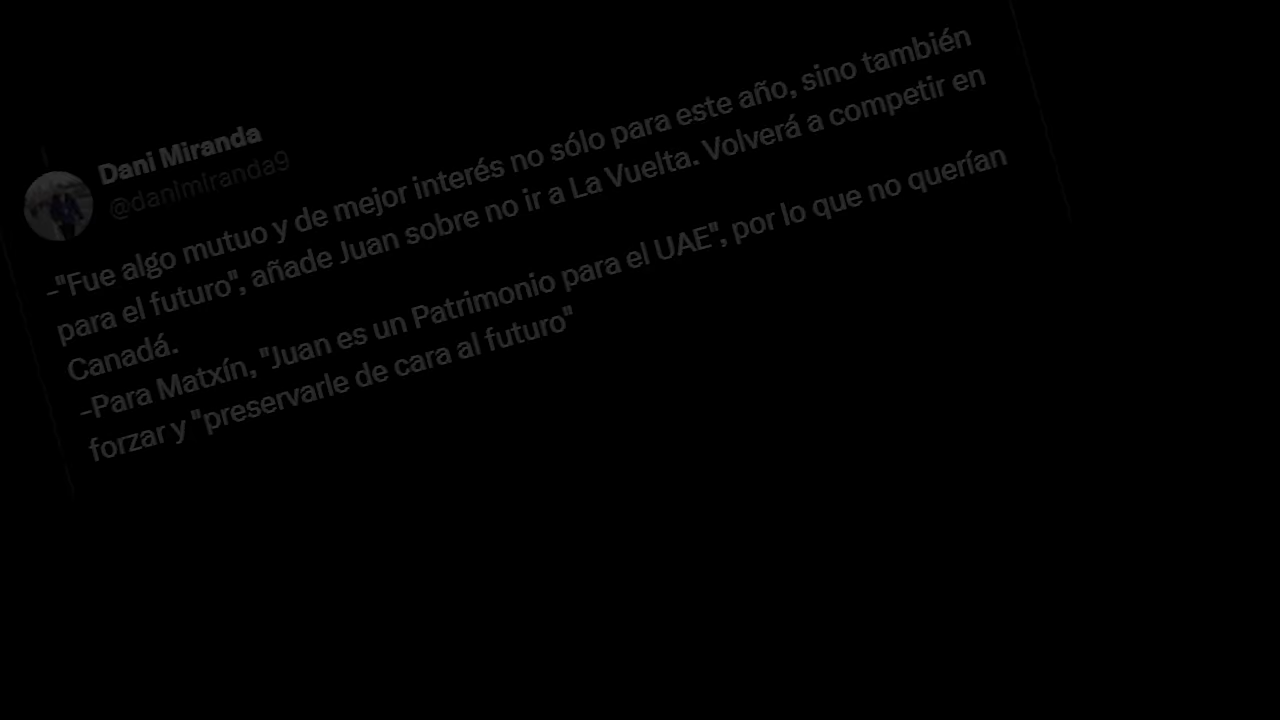 Dani Miranda
@danimiranda9
-"Fue algo mutuo y de mejor interés no sólo para este año, sino también
para el futuro", añade Juan sobre no ir a La Vuelta. Volverá a competir en
Canadá.
-Para Matxín, "Juan es un Patrimonio para el UAE", por lo que no querían
forzar y "preservarle de cara al futuro"